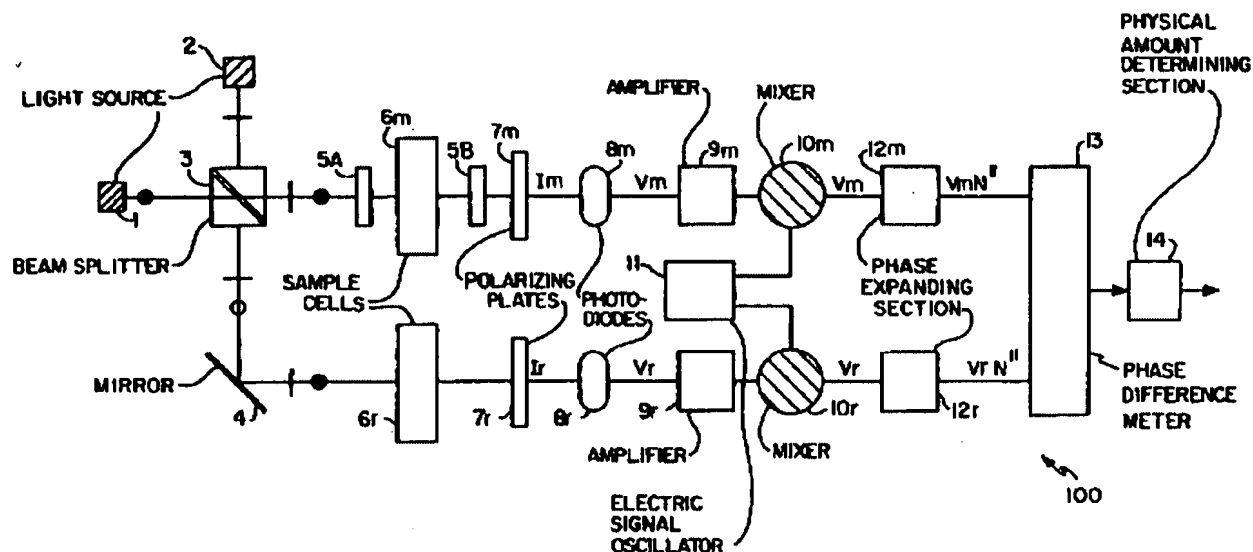 PHYSICAL
AMOUNT
DETERMINING
SECTION
2
LIGHT SOURCE
AMPLIFIER
MIXER
6m
7m
8m
9m
10m
12m
13
3
5A
5B
Im
Vm
Vm
VmN"
1
14
BEAM SPLITTER
SAMPLE
CELLS
POLARIZING
PLATES
PHOTO-
DIODES
11
PHASE
EXPANDING
SECTION
MIRROR
4
6r
7r
Ir
8r
Vr
9r
10r
Vr
12r
Vr N"
PHASE
DIFFERENCE
METER
AMPLIFIER
MIXER
100
ELECTRIC
SIGNAL
OSCILLATOR